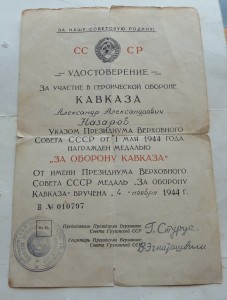 ЗА НАШУ СОВЕТСКУЮ РОДИНУ!
СС СР
УДОСТОВЕРЕНИЕ
ЗА УЧАСТИЕ В ГЕРОИЧЕСКОЙ ОБОРОНЕ
КАВКАЗА
Александр Александрович
Назаров
УКАЗОМ ПРЕЗИДИУМА ВЕРХОВНОГО
СОВЕТА СССР ОТ 1 МАЯ 1944 ГОДА
НАГРАЖДЕН МЕДАЛЬЮ
"ЗА ОБОРОНУ КАВКАЗА"
ОТ ИМЕНИ ПРЕЗИДИУМА ВЕРХОВНОГО
СОВЕТА СССР МЕДАЛЬ "ЗА ОБОРОНУ
КАВКАЗА" ВРУЧЕНА „4" ноября 1944 Г.
В № 010797
Председатель Президиума Верховного
Совета Грузинской ССР
Г. Стуруа
Секретарь Президиума Верховного
Совета Грузинской ССР
В. Эгнаташвили